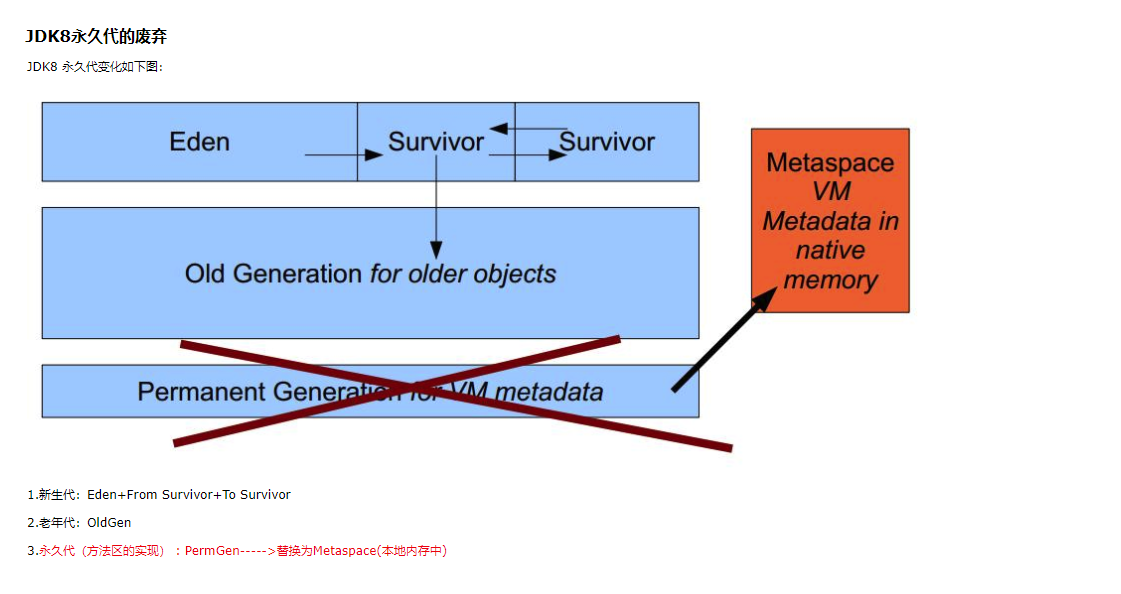 JDK8永久代的废弃
JDK8 永久代变化如下图:
Eden
Survivor
Survivor
Old Generation for older objects
Permanent Generation for VM metadata
Metaspace
VM
Metadata in
native
memory
1.新生代：Eden+From Survivor+To Survivor
2.老年代：OldGen
3.永久代（方法区的实现）：PermGen----->替换为Metaspace(本地内存中)